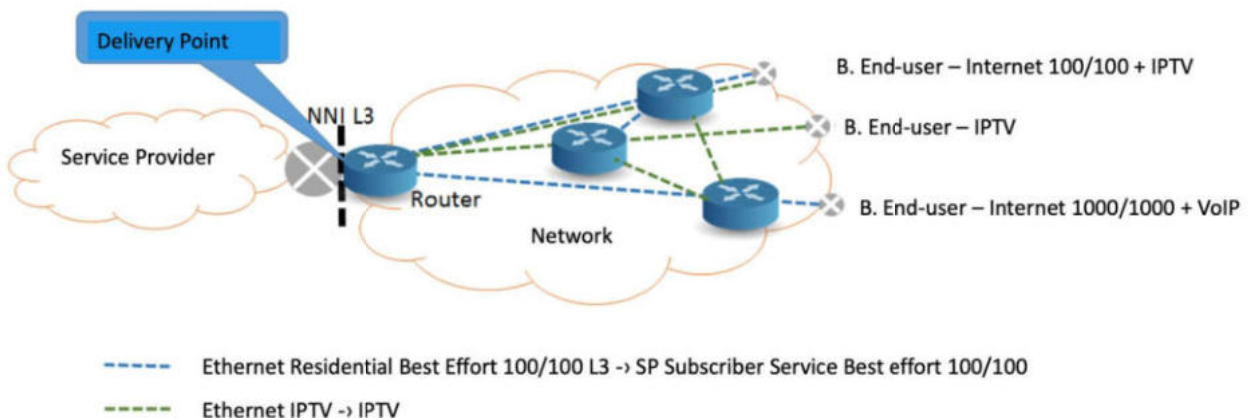 Delivery Point
NNI L3
Service Provider
Router
Network
B. End-user – Internet 100/100 + IPTV
B. End-user – IPTV
B. End-user – Internet 1000/1000 + VoIP
Ethernet Residential Best Effort 100/100 L3 -> SP Subscriber Service Best effort 100/100
Ethernet IPTV -> IPTV